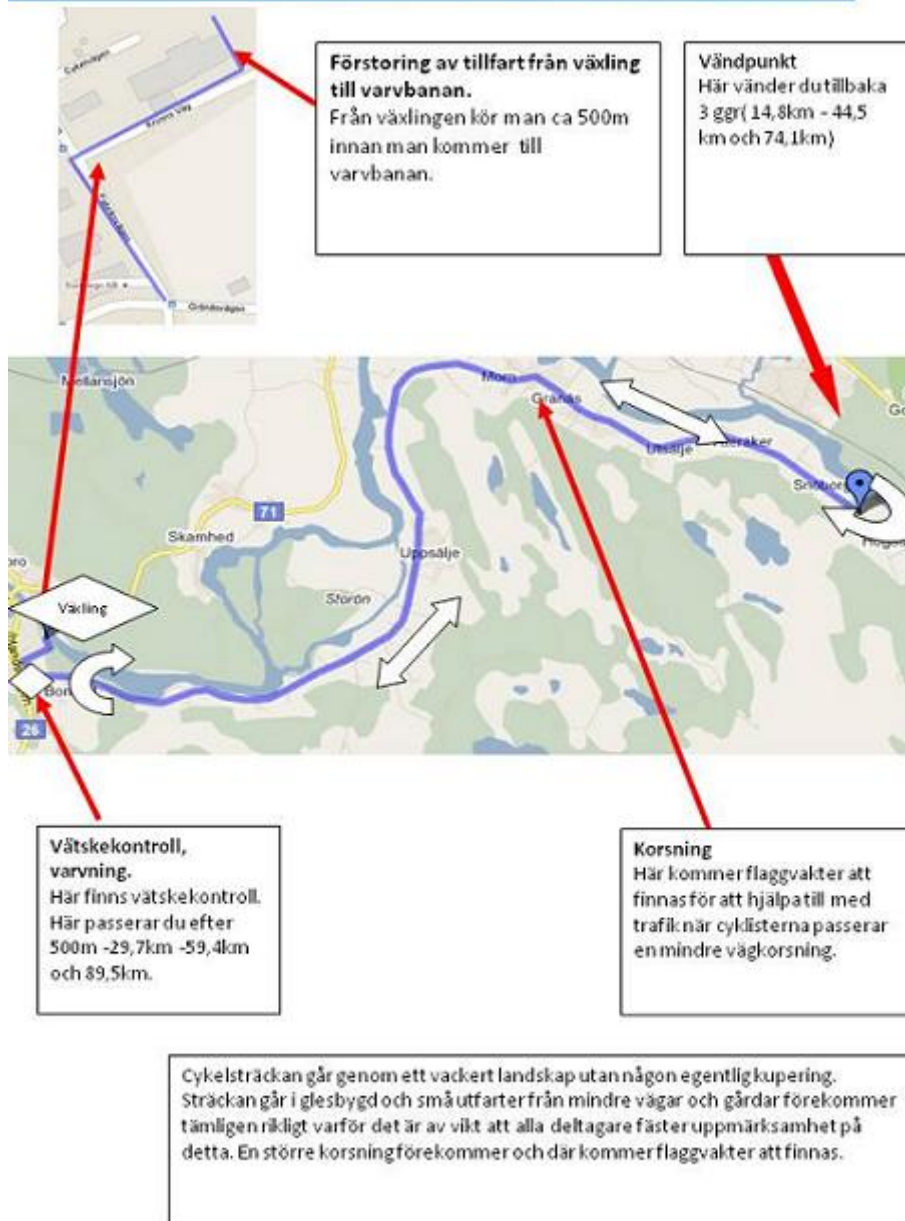 Förstoring av tillfart från växling
till varvbanan.
Från växlingen kör man ca 500m
innan man kommer till
varvbanan.
Vändpunkt
Här vänder du tillbaka
3 ggr( 14,8km – 44,5
km och 74,1km)
Mellansjön
71
Skamhed
Uppsälje
Storön
Morn
Granås
Utsälje
Växling
26
Vätskekontroll,
varvning.
Här finns vätskekontroll.
Här passerar du efter
500m -29,7km -59,4km
och 89,5km.
Korsning
Här kommer flaggvakter att
finnas för att hjälpa till med
trafik när cyklisterna passerar
en mindre vägkorsning.
Cykelsträckan går genom ett vackert landskap utan någon egentlig kupering.
Sträckan går i glesbygd och små utfarter från mindre vägar och gårdar förekommer
tämligen rikligt varför det är av vikt att alla deltagare fäster uppmärksamhet på
detta. En större korsning förekommer och där kommer flaggvakter att finnas.